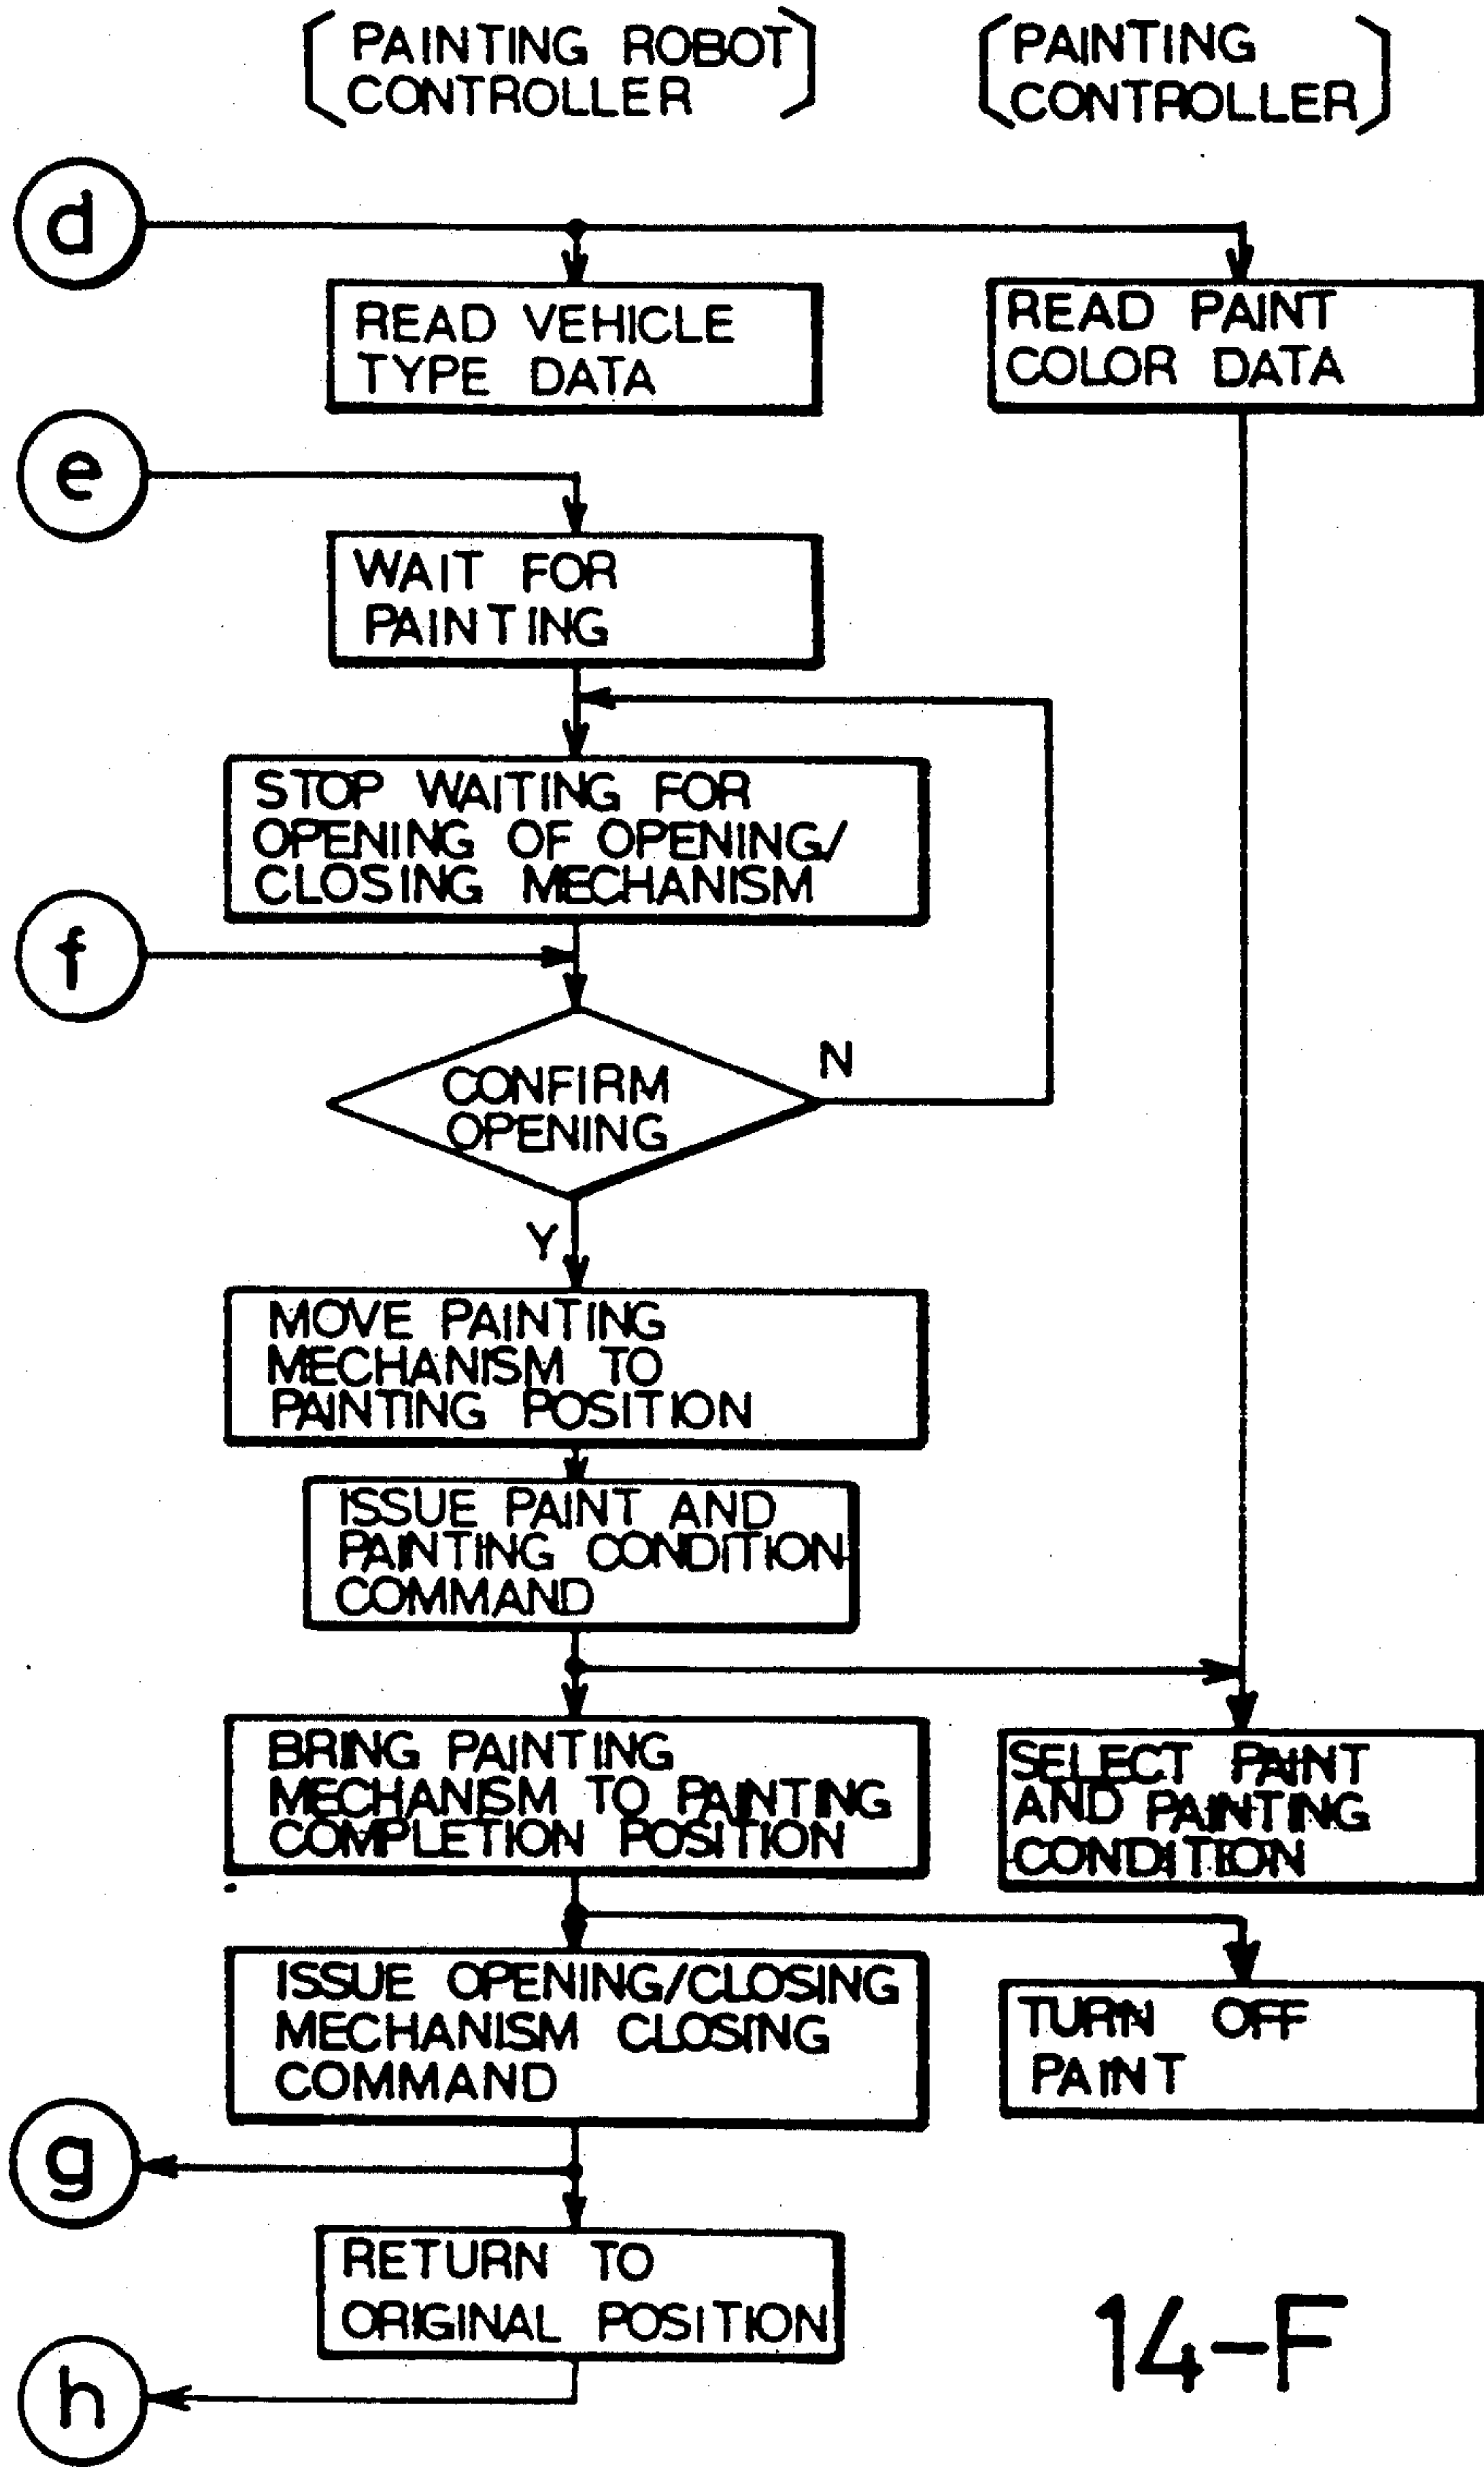 PAINTING ROBOT
CONTROLLER
PAINTING
CONTROLLER
d
READ VEHICLE
TYPE DATA
READ PAINT
COLOR DATA
e
WAIT FOR
PAINTING
STOP WAITING FOR
OPENING OF OPENING/
CLOSING MECHANISM
f
CONFIRM
OPENING
N
Y
MOVE PAINTING
MECHANISM TO
PAINTING POSITION
ISSUE PAINT AND
PAINTING CONDITION
COMMAND
BRING PAINTING
MECHANISM TO PAINTING
COMPLETION POSITION
SELECT PAINT
AND PAINTING
CONDITION
ISSUE OPENING/CLOSING
MECHANISM CLOSING
COMMAND
TURN OFF
PAINT
g
RETURN TO
ORIGINAL POSITION
h
14-F